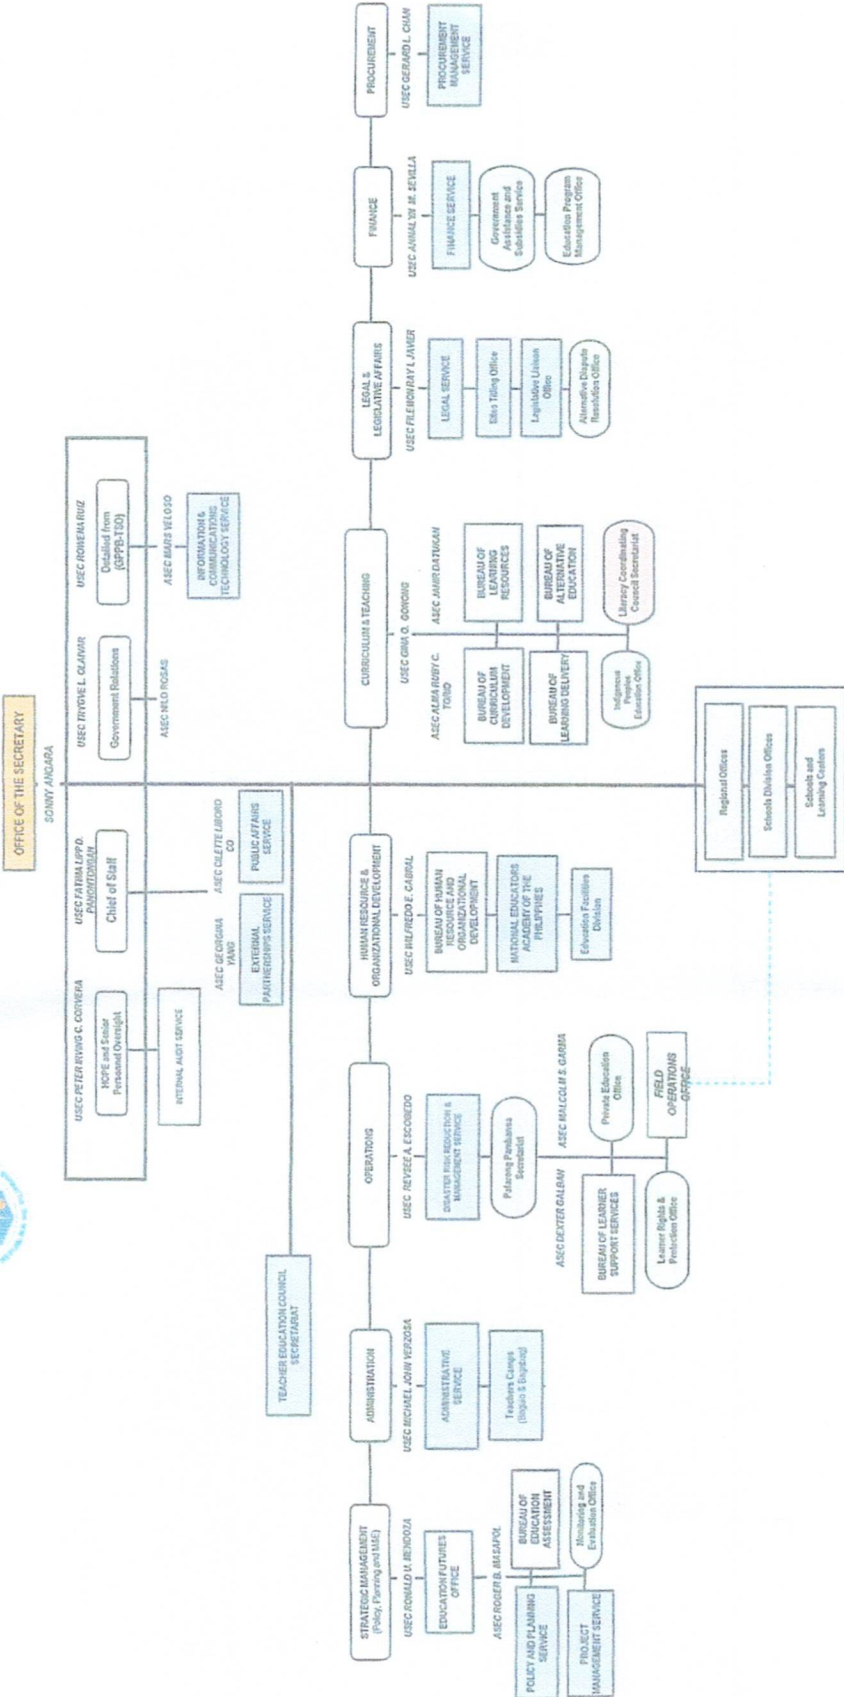 OFFICE OF THE SECRETARY
SONNY ANGARA
USEC PETER IRVING C. CORVERA
HOPE and Senior
Personnel Oversight
INTERNAL AUDIT SERVICE
USEC FATIMA LIPP D.
PANONTONGAN
Chief of Staff
ASEC GEORGINA
YANG
EXTERNAL
PARTNERSHIPS SERVICE
ASEC CILETTE LIBORO
CO
PUBLIC AFFAIRS
SERVICE
USEC TRYGVE L. OLAIVAR
Government Relations
ASEC NILO ROSAS
USEC ROWENA RUIZ
Detailed from
(GPPB-TSO)
ASEC MARS VELOSO
INFORMATION &
COMMUNICATIONS
TECHNOLOGY SERVICE
TEACHER EDUCATION COUNCIL
SECRETARIAT
STRATEGIC MANAGEMENT
(Policy, Planning and M&E)
USEC RONALD U. MENDOZA
EDUCATION FUTURES
OFFICE
ASEC ROGER B. MASAPOL
POLICY AND PLANNING
SERVICE
BUREAU OF
EDUCATION
ASSESSMENT
PROJECT
MANAGEMENT SERVICE
Monitoring and
Evaluation Office
ADMINISTRATION
USEC MICHAEL JOHN VERZOSA
ADMINISTRATIVE
SERVICE
Teachers Camps
(Baguio & Bagabag)
OPERATIONS
USEC REVSEE A. ESCOBEDO
DISASTER RISK REDUCTION &
MANAGEMENT SERVICE
Palarong Pambansa
Secretariat
ASEC DEXTER GALBAN
ASEC MALCOLM S. GARMA
BUREAU OF LEARNER
SUPPORT SERVICES
Private Education
Office
Learner Rights &
Protection Office
FIELD
OPERATIONS
OFFICE
HUMAN RESOURCE &
ORGANIZATIONAL DEVELOPMENT
USEC WILFREDO E. CABRAL
BUREAU OF HUMAN
RESOURCE AND
ORGANIZATIONAL
DEVELOPMENT
NATIONAL EDUCATORS
ACADEMY OF THE
PHILIPPINES
Education Facilities
Division
CURRICULUM & TEACHING
USEC GINA O. GONONG
ASEC ALMA RUBY C.
TORIO
ASEC JANIR DATUKAN
BUREAU OF
CURRICULUM
DEVELOPMENT
BUREAU OF
LEARNING
RESOURCES
BUREAU OF
LEARNING DELIVERY
BUREAU OF
ALTERNATIVE
EDUCATION
Indigenous
Peoples
Education Office
Literacy Coordinating
Council Secretariat
LEGAL &
LEGISLATIVE AFFAIRS
USEC FILEMON RAY L. JAVIER
LEGAL SERVICE
Sites Titling Office
Legislative Liaison
Office
Alternative Dispute
Resolution Office
FINANCE
USEC ANNALYN M. SEVILLA
FINANCE SERVICE
Government
Assistance and
Subsidies Service
Education Program
Management Office
PROCUREMENT
USEC GERARD L. CHAN
PROCUREMENT
MANAGEMENT
SERVICE
Regional Offices
Schools Division Offices
Schools and
Learning Centers